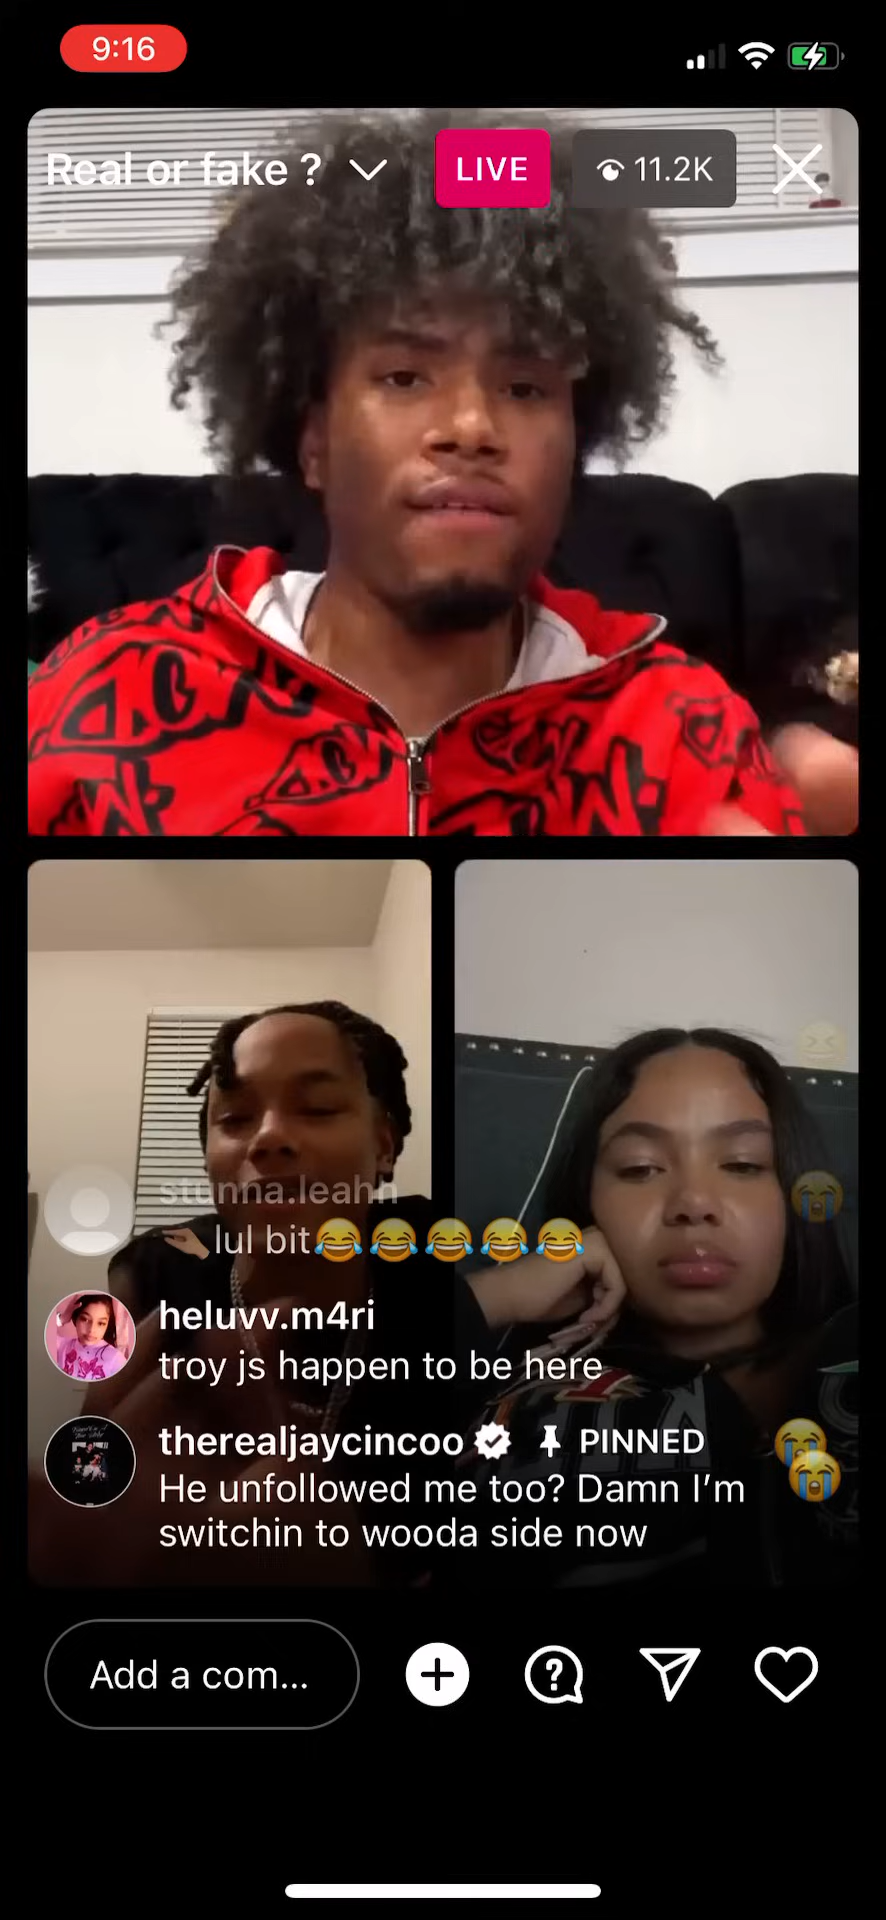 9:16
Real or fake ?
LIVE
11.2K
stunna.leahh
🤏🏽lul bit😂😂😂😂😂
heluvv.m4ri
troy js happen to be here
therealjaycincoo PINNED
He unfollowed me too? Damn I’m
switchin to wooda side now
Add a com...